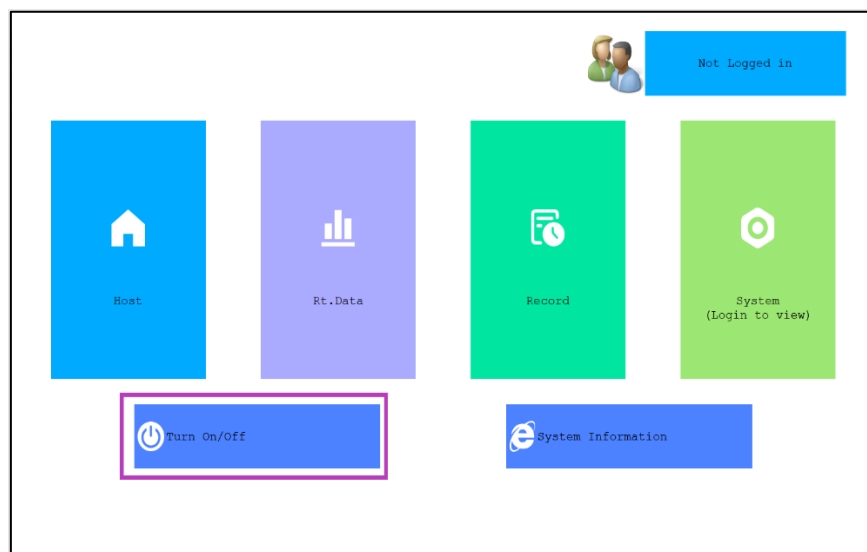 Not Logged in
Host
Rt.Data
Record
System
(Login to view)
Turn On/Off
System Information